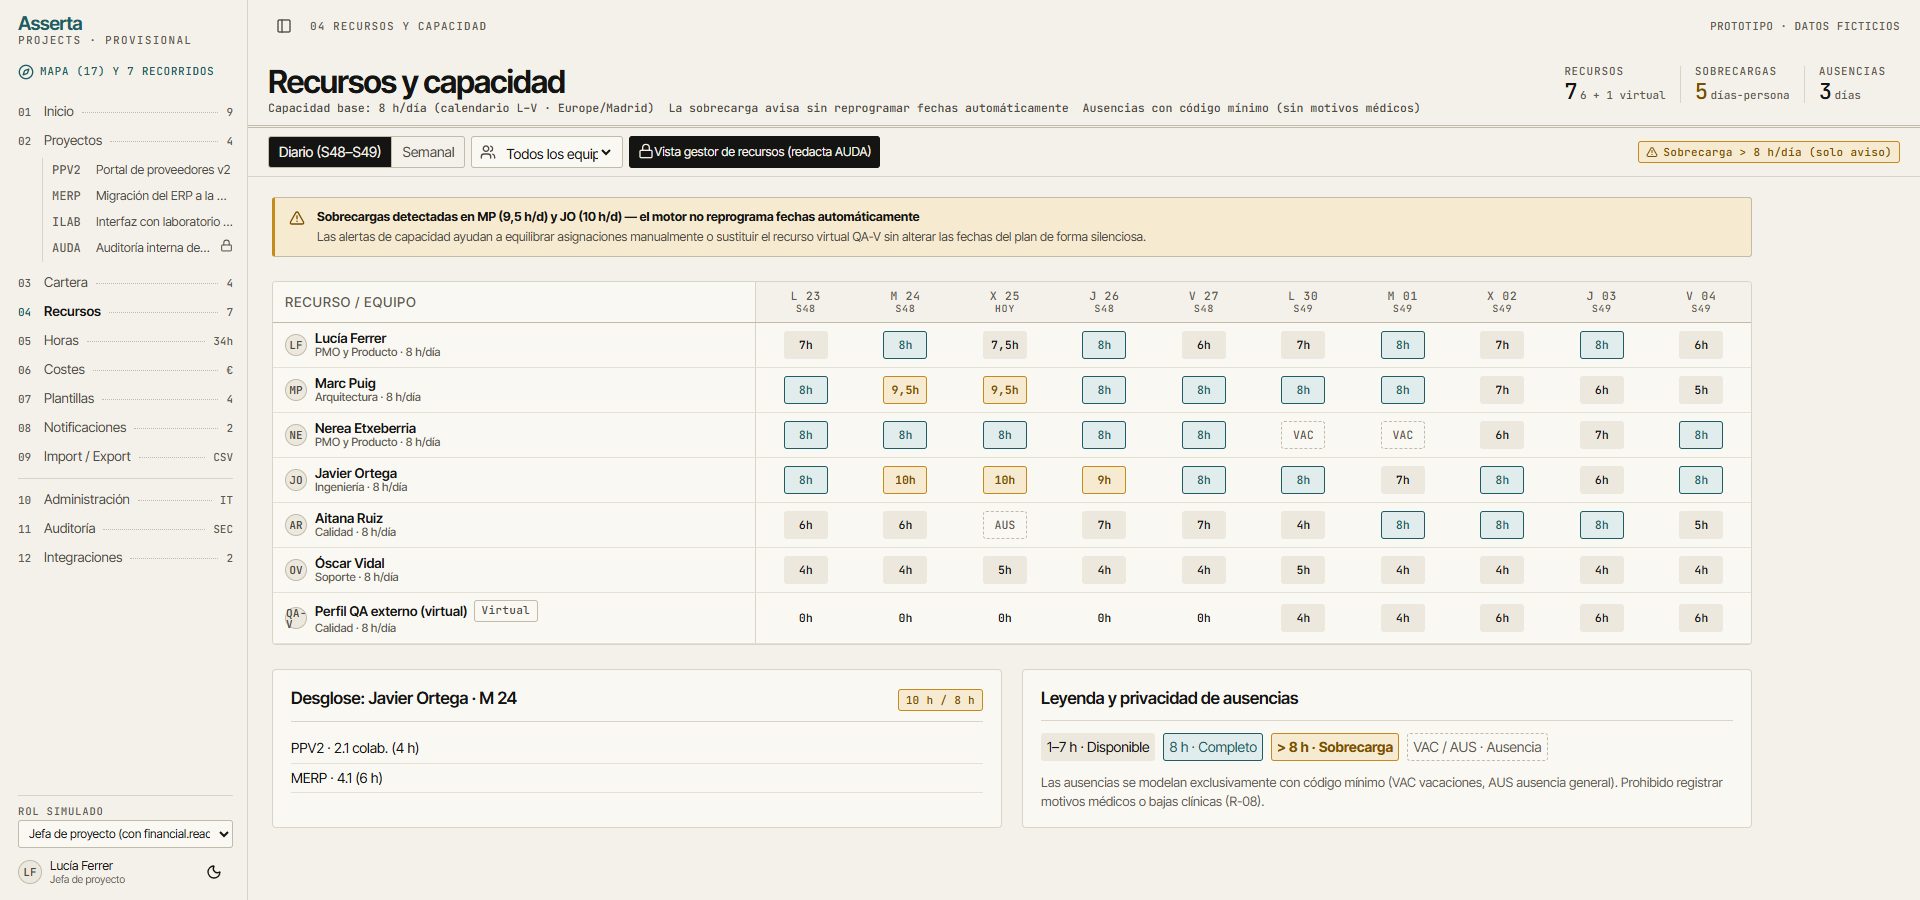 Asserta
PROJECTS · PROVISIONAL
MAPA (17) Y 7 RECORRIDOS
01 Inicio 9
02 Proyectos 4
PPV2 Portal de proveedores v2
MERP Migración del ERP a la ...
ILAB Interfaz con laboratorio ...
AUDA Auditoría interna de...
03 Cartera 4
04 Recursos 7
05 Horas 34h
06 Costes €
07 Plantillas 4
08 Notificaciones 2
09 Import / Export CSV
10 Administración IT
11 Auditoría SEC
12 Integraciones 2
ROL SIMULADO
Jefa de proyecto (con financial.reac
LF Lucía Ferrer
Jefa de proyecto
04 RECURSOS Y CAPACIDAD
PROTOTIPO · DATOS FICTICIOS
Recursos y capacidad
Capacidad base: 8 h/día (calendario L-V · Europe/Madrid) La sobrecarga avisa sin reprogramar fechas automáticamente Ausencias con código mínimo (sin motivos médicos)
RECURSOS
7 6 + 1 virtual
SOBRECARGAS
5 días-persona
AUSENCIAS
3 días
Diario (S48–S49) Semanal Todos los equip Vista gestor de recursos (redacta AUDA)
Sobrecarga > 8 h/día (solo aviso)
Sobrecargas detectadas en MP (9,5 h/d) y JO (10 h/d) — el motor no reprograma fechas automáticamente
Las alertas de capacidad ayudan a equilibrar asignaciones manualmente o sustituir el recurso virtual QA-V sin alterar las fechas del plan de forma silenciosa.
RECURSO / EQUIPO L 23 M 24 X 25 J 26 V 27 L 30 M 01 X 02 J 03 V 04
S48 S48 HOY S48 S48 S49 S49 S49 S49 S49
LF Lucía Ferrer 7h 8h 7,5h 8h 6h 7h 8h 7h 8h 6h
PMO y Producto · 8 h/día
MP Marc Puig 8h 9,5h 9,5h 8h 8h 8h 8h 7h 6h 5h
Arquitectura · 8 h/día
NE Nerea Etxeberria 8h 8h 8h 8h 8h VAC VAC 6h 7h 8h
PMO y Producto · 8 h/día
JO Javier Ortega 8h 10h 10h 9h 8h 8h 7h 8h 6h 8h
Ingeniería · 8 h/día
AR Aitana Ruiz 6h 6h AUS 7h 7h 4h 8h 8h 8h 5h
Calidad · 8 h/día
OV Óscar Vidal 4h 4h 5h 4h 4h 5h 4h 4h 4h 4h
Soporte · 8 h/día
QA-V Perfil QA externo (virtual) Virtual 0h 0h 0h 0h 0h 4h 4h 6h 6h 6h
Calidad · 8 h/día
Desglose: Javier Ortega · M 24 10 h / 8 h
PPV2 · 2.1 colab. (4 h)
MERP · 4.1 (6 h)
Leyenda y privacidad de ausencias
1–7 h · Disponible 8 h · Completo > 8 h · Sobrecarga VAC / AUS · Ausencia
Las ausencias se modelan exclusivamente con código mínimo (VAC vacaciones, AUS ausencia general). Prohibido registrar
motivos médicos o bajas clínicas (R-08).